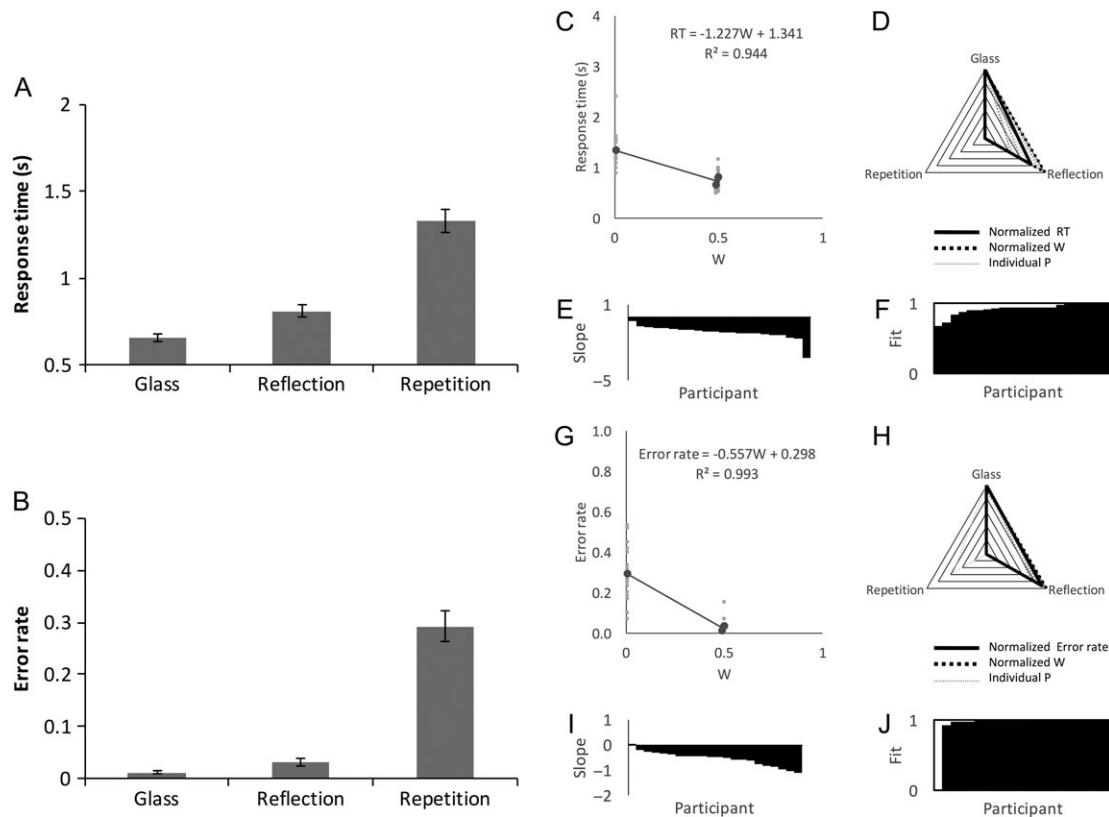 A
Response time (s)
2
1.5
1
0.5
Glass
Reflection
Repetition
B
Error rate
0.5
0.4
0.3
0.2
0.1
0
Glass
Reflection
Repetition
C
RT = -1.227W + 1.341
R² = 0.944
Response time (s)
4
3
2
1
0
0
0.5
1
W
D
Glass
Repetition
Reflection
Normalized RT
Normalized W
Individual P
E
Slope
1
−5
Participant
F
Fit
1
0
Participant
G
Error rate = -0.557W + 0.298
R² = 0.993
Error rate
1.0
0.8
0.6
0.4
0.2
0.0
0
0.5
1
W
H
Glass
Repetition
Reflection
Normalized Error rate
Normalized W
Individual P
I
Slope
1
0
−1
−2
Participant
J
Fit
1
0
Participant